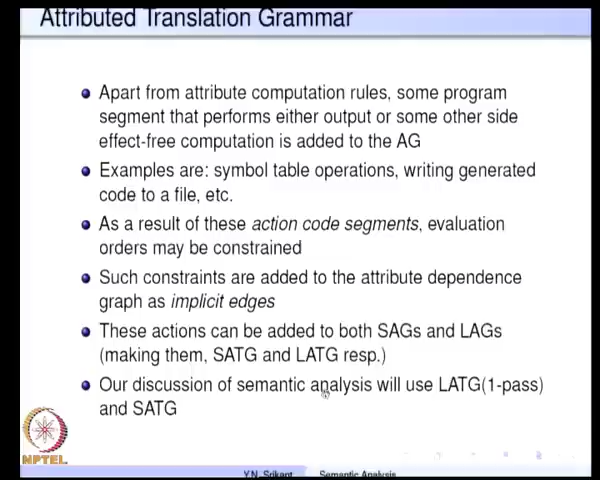 Attributed Translation Grammar
Apart from attribute computation rules, some program
segment that performs either output or some other side
effect-free computation is added to the AG
Examples are: symbol table operations, writing generated
code to a file, etc.
As a result of these action code segments, evaluation
orders may be constrained
Such constraints are added to the attribute dependence
graph as implicit edges
These actions can be added to both SAGs and LAGs
(making them, SATG and LATG resp.)
Our discussion of semantic analysis will use LATG(1-pass)
and SATG
NPTEL
Y.N. Srikant Semantic Analysis